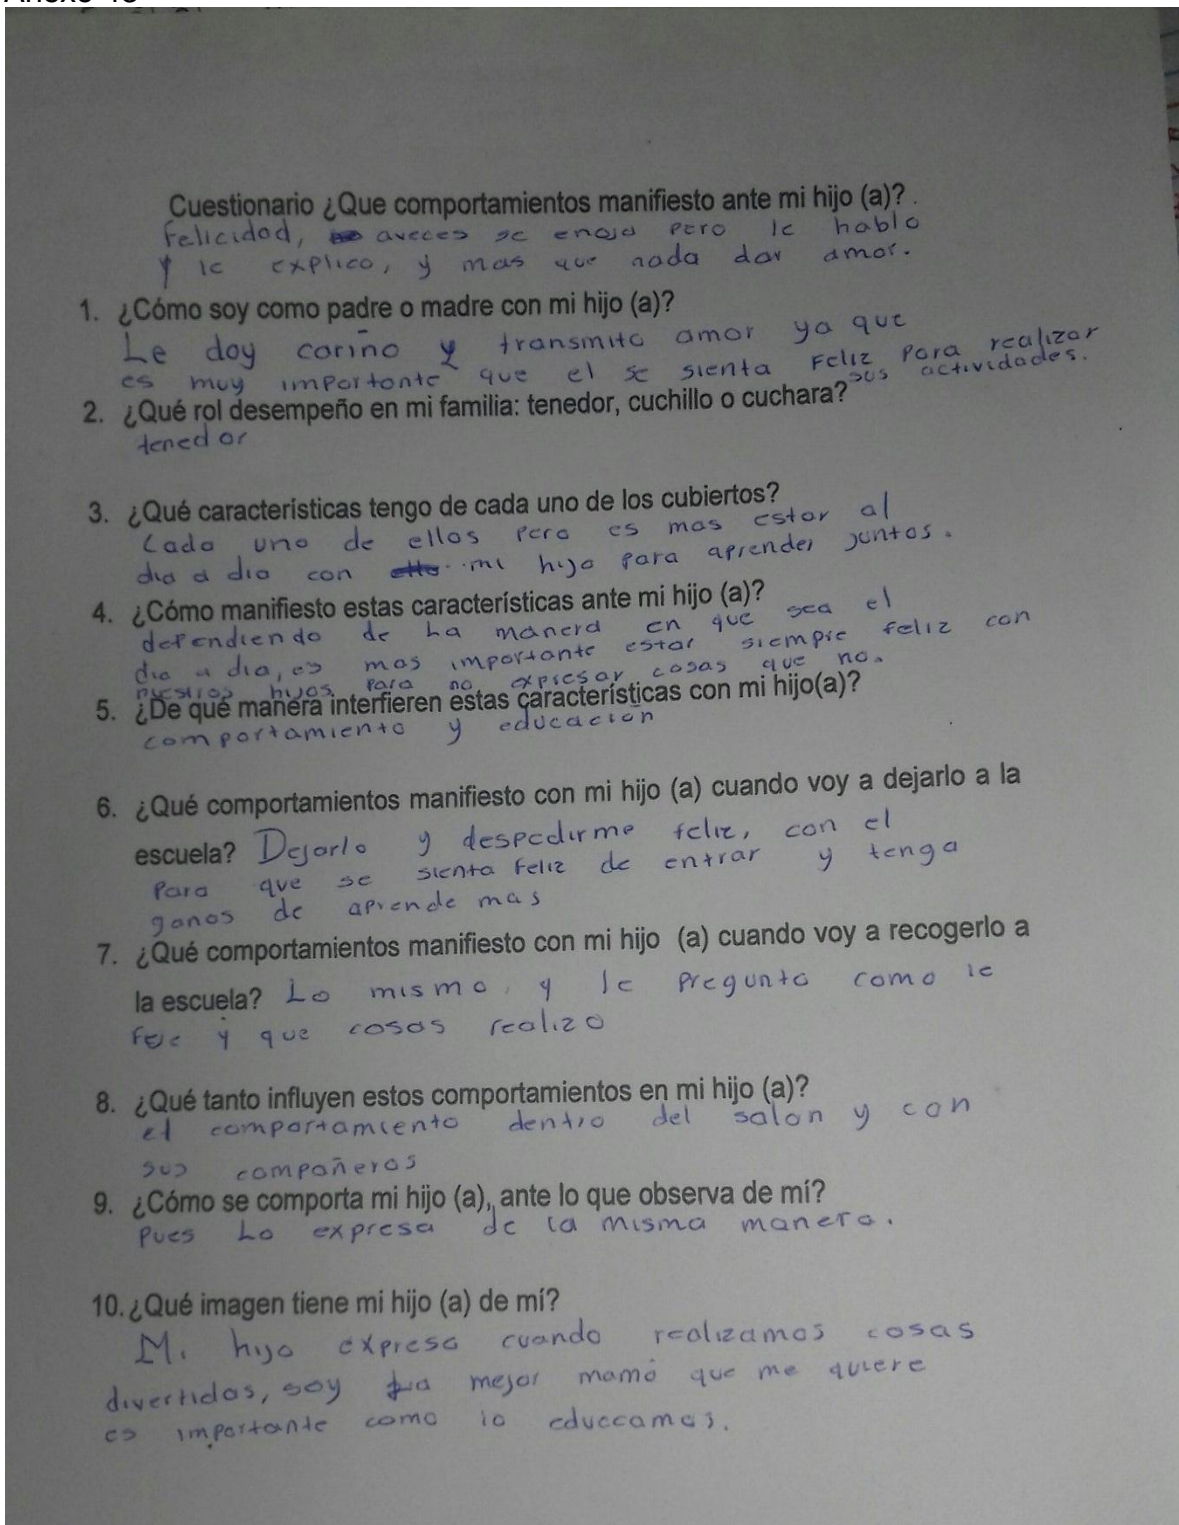 Cuestionario ¿Que comportamientos manifiesto ante mi hijo (a)? .
Felicidad, aveces se enoja pero le hablo
Y le explico, y mas que nada dar amor.
1. ¿Cómo soy como padre o madre con mi hijo (a)?
Le doy cariño y transmito amor ya que
es muy importante que el se sienta Feliz Para realizar
sus actividades.
2. ¿Qué rol desempeño en mi familia: tenedor, cuchillo o cuchara?
tenedor
3. ¿Qué características tengo de cada uno de los cubiertos?
Cada uno de ellos pero es mas estar al
dia a dia con mi hijo para aprender juntos.
4. ¿Cómo manifiesto estas características ante mi hijo (a)?
dependiendo de La manera en que sea el
dia a dia, es mas importante estar siempre feliz con
nuestros hijos para no expresar cosas que no.
5. ¿De qué manera interfieren estas características con mi hijo(a)?
comportamiento y educación
6. ¿Qué comportamientos manifiesto con mi hijo (a) cuando voy a dejarlo a la
escuela? Dejarlo y despedirme feliz, con el
Para que se sienta Feliz de entrar y tenga
ganas de aprende mas
7. ¿Qué comportamientos manifiesto con mi hijo (a) cuando voy a recogerlo a
la escuela? Lo mismo, y le Pregunto como le
fue y que cosas realizo
8. ¿Qué tanto influyen estos comportamientos en mi hijo (a)?
el comportamiento dentro del salon y con
sus compañeros
9. ¿Cómo se comporta mi hijo (a), ante lo que observa de mí?
Pues Lo expresa de la misma manera.
10. ¿Qué imagen tiene mi hijo (a) de mí?
Mi hijo expresa cuando realizamos cosas
divertidas, soy la mejor mamá que me quiere
es importante como lo educcamos.